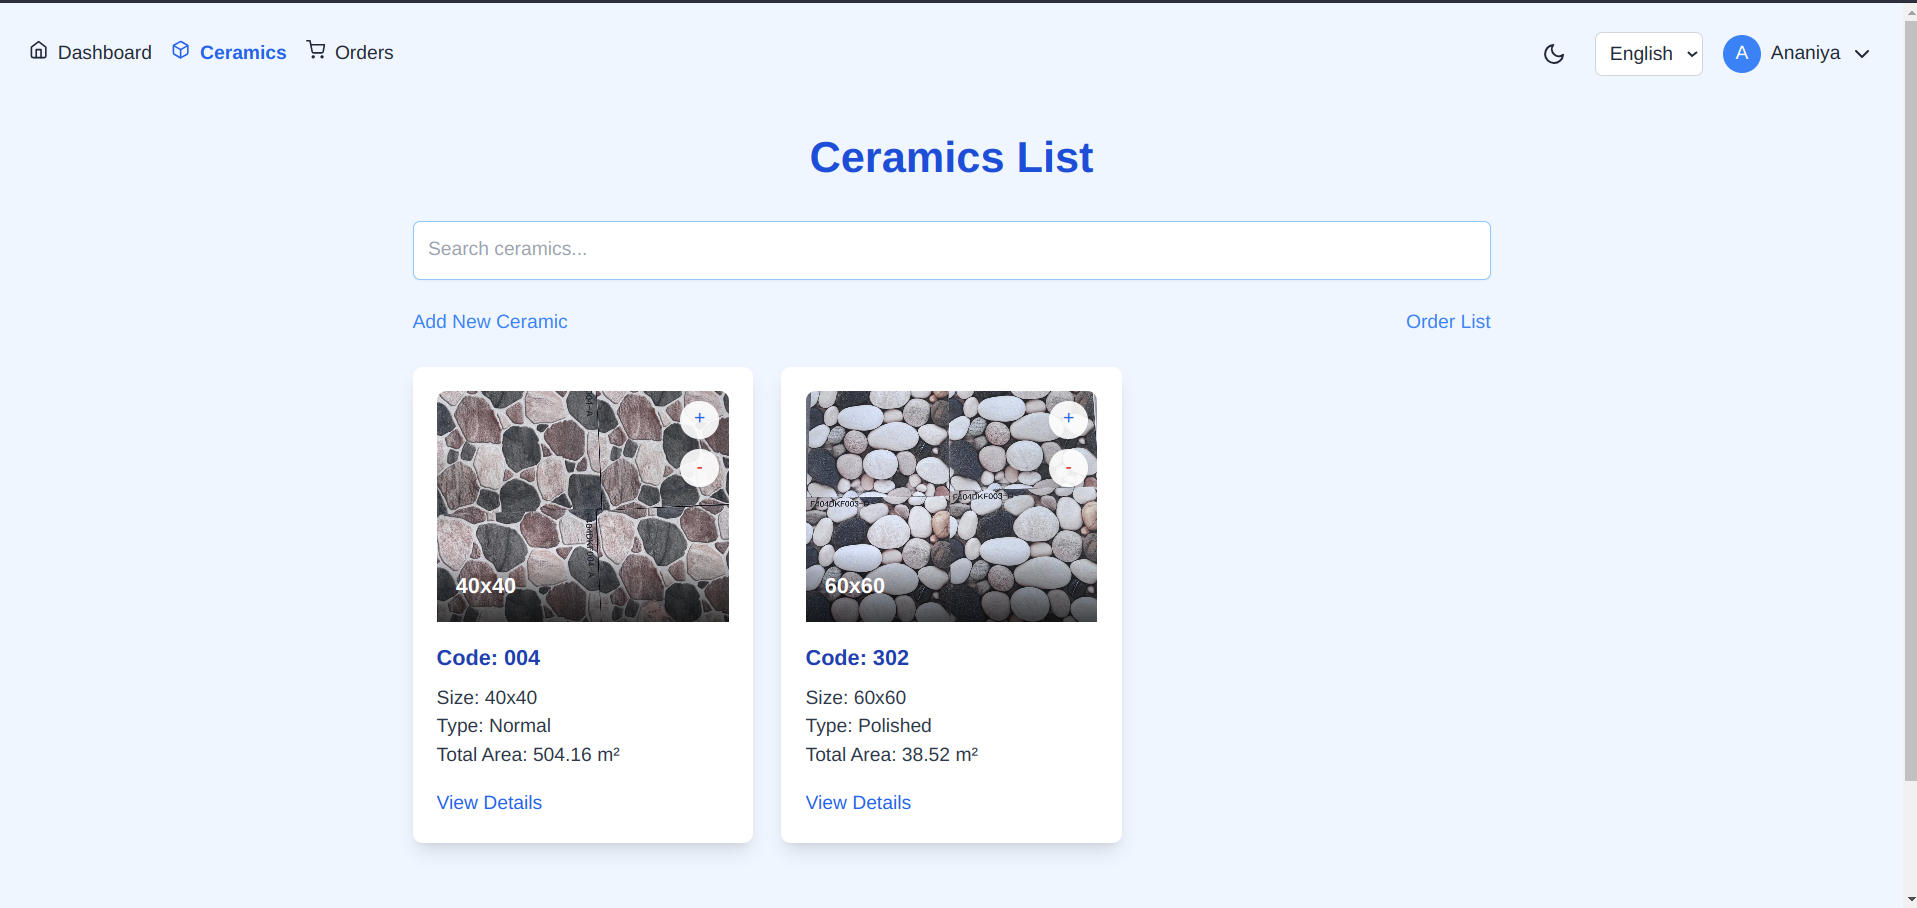 Dashboard Ceramics Orders English A Ananiya
Ceramics List
Search ceramics...
Add New Ceramic Order List
+
-
40x40
Code: 004
Size: 40x40
Type: Normal
Total Area: 504.16 m²
View Details
+
-
60x60
Code: 302
Size: 60x60
Type: Polished
Total Area: 38.52 m²
View Details